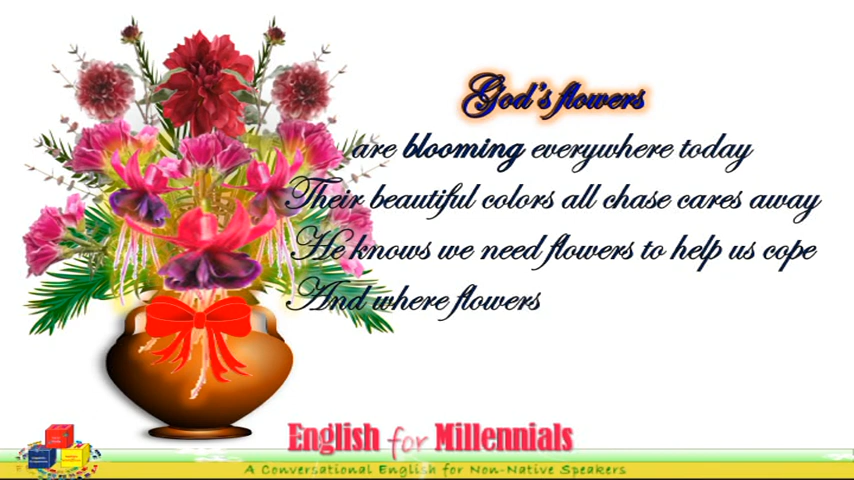 God's flowers
are blooming everywhere today
Their beautiful colors all chase cares away
He knows we need flowers to help us cope
And where flowers
English for Millennials
A Conversational English for Non-Native Speakers